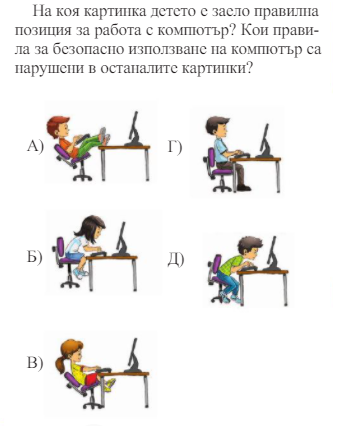 На коя картинка детето е заело правилна
позиция за работа с компютър? Кои прави-
ла за безопасно използване на компютър са
нарушени в останалите картинки?
А)
Г)
Б)
Д)
В)